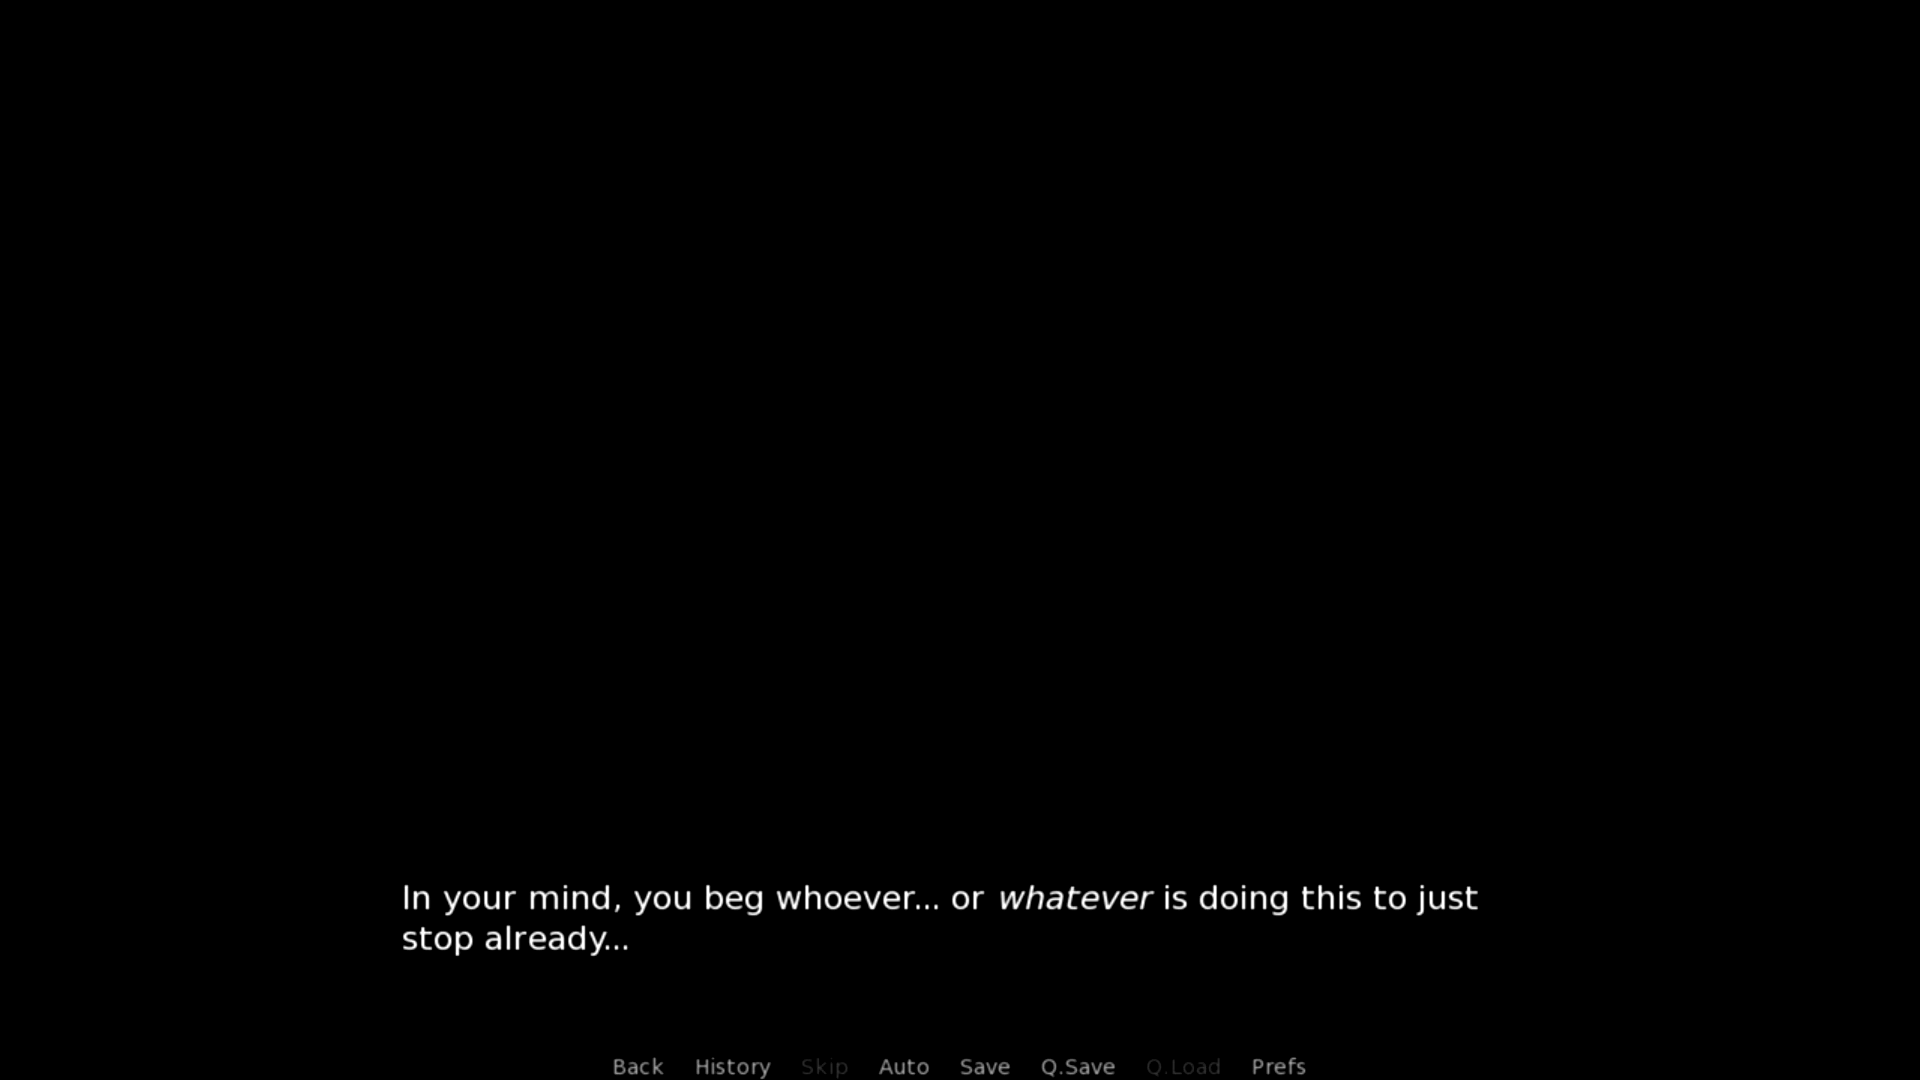 In your mind, you beg whoever... or whatever is doing this to just
stop already...
Back History Skip Auto Save Q.Save Q.Load Prefs